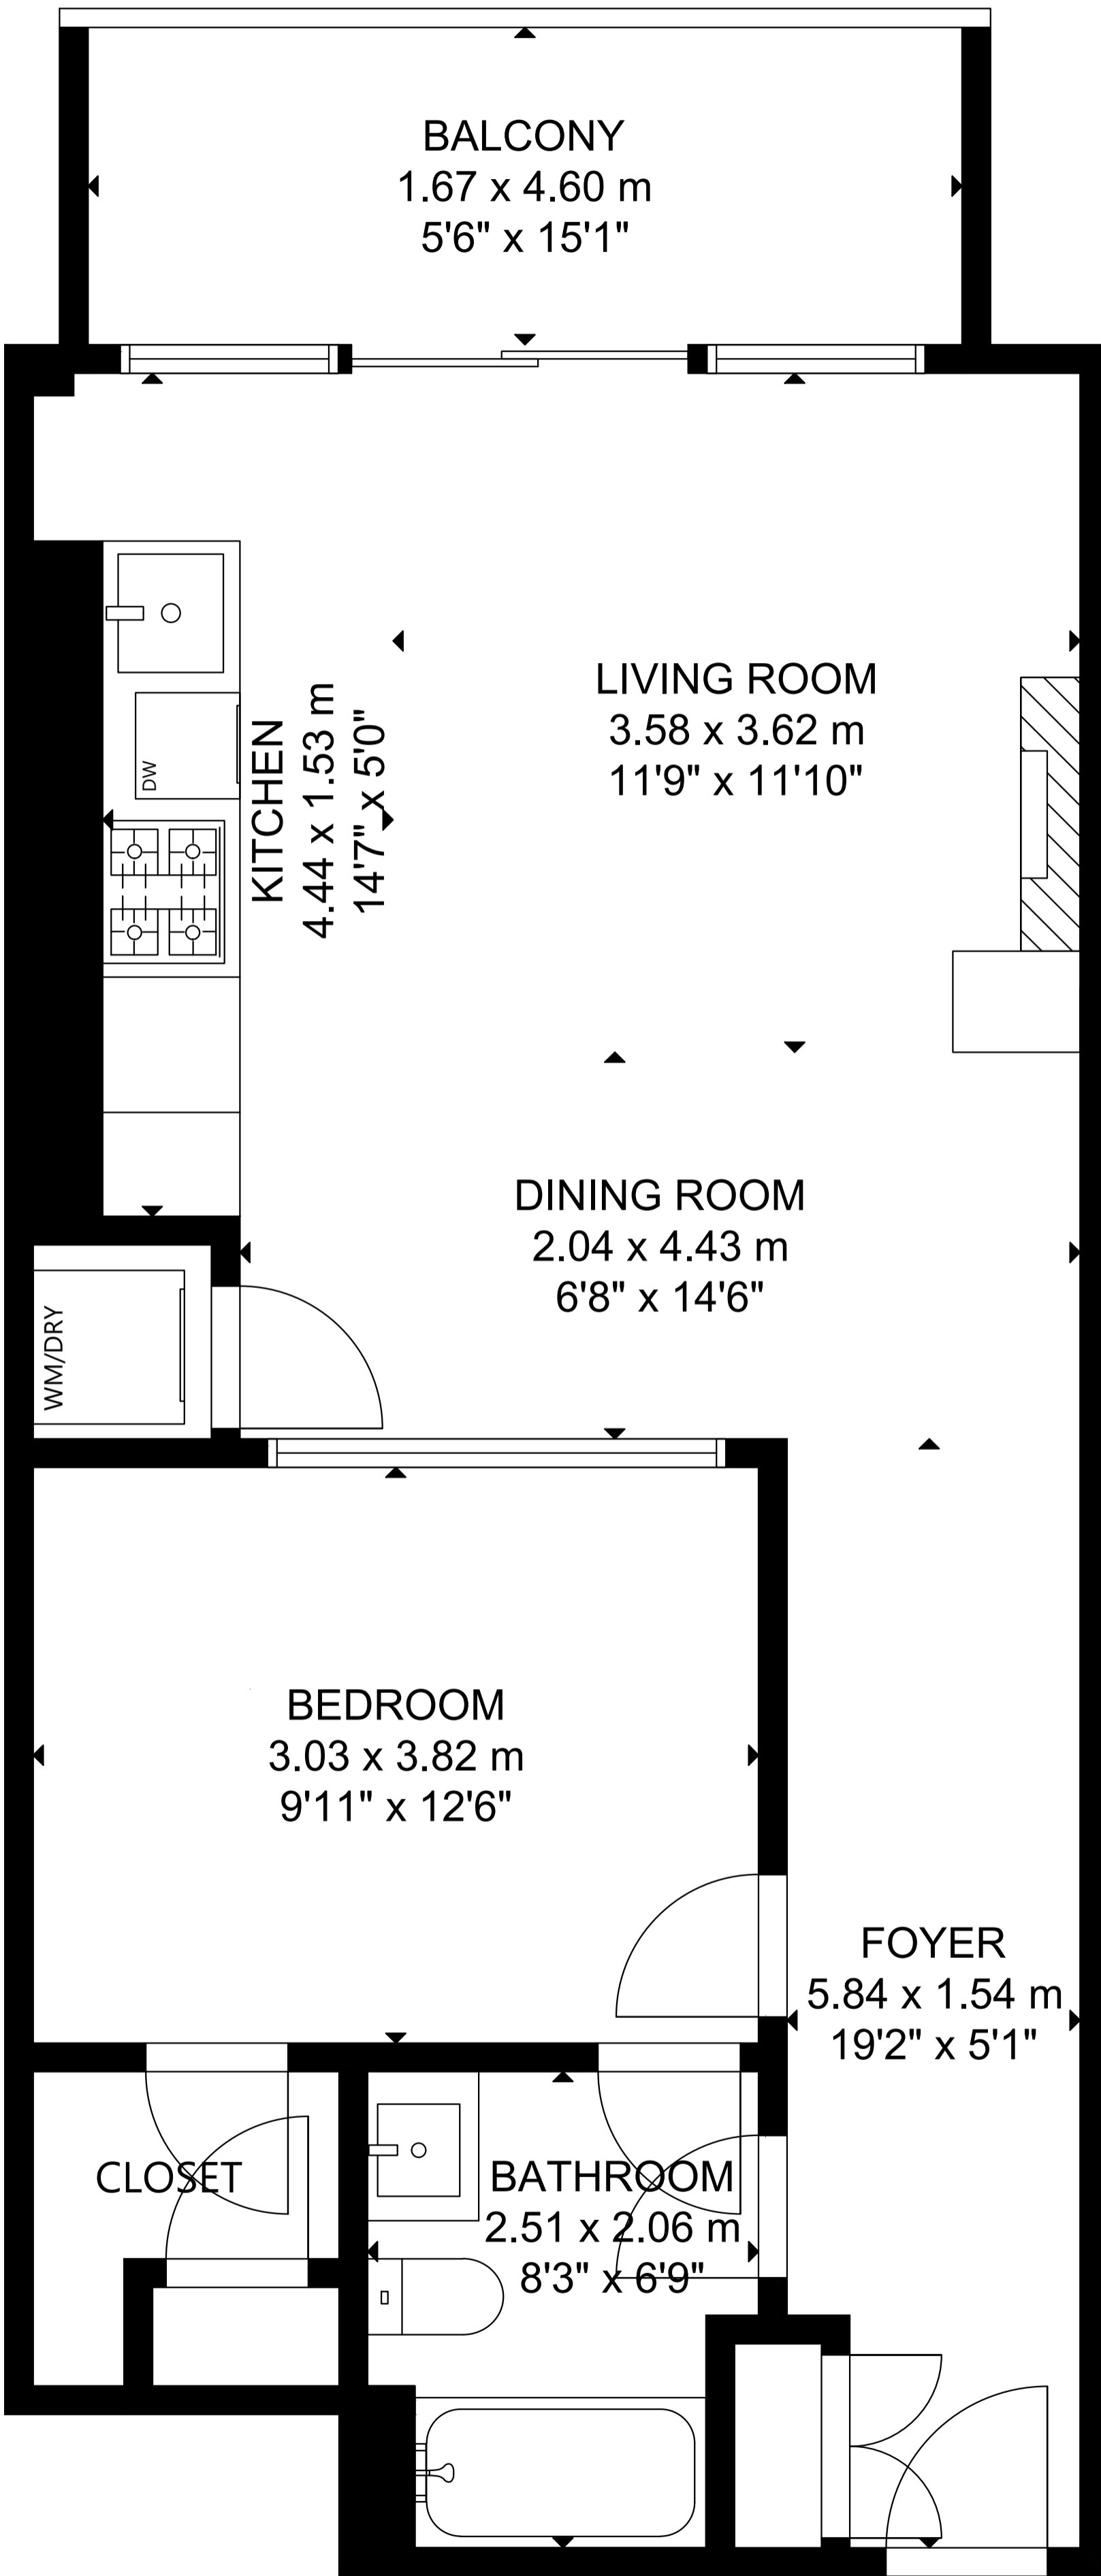 BALCONY
1.67 x 4.60 m
5'6" x 15'1"
LIVING ROOM
3.58 x 3.62 m
11'9" x 11'10"
KITCHEN
4.44 x 1.53 m
14'7" x 5'0"
DW
DINING ROOM
2.04 x 4.43 m
6'8" x 14'6"
WM/DRY
BEDROOM
3.03 x 3.82 m
9'11" x 12'6"
FOYER
5.84 x 1.54 m
19'2" x 5'1"
CLOSET
BATHROOM
2.51 x 2.06 m
8'3" x 6'9"